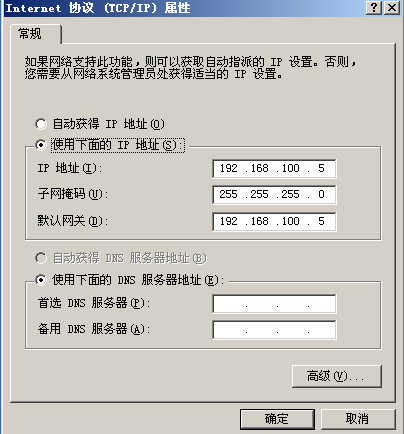 Internet 协议 (TCP/IP) 属性
常规
如果网络支持此功能，则可以获取自动指派的 IP 设置。否则，
您需要从网络系统管理员处获得适当的 IP 设置。
自动获得 IP 地址(O)
使用下面的 IP 地址(S):
IP 地址(I): 192 .168 .100 . 5
子网掩码(U): 255 .255 .255 . 0
默认网关(D): 192 .168 .100 . 5
自动获得 DNS 服务器地址(B)
使用下面的 DNS 服务器地址(E):
首选 DNS 服务器(P): . . .
备用 DNS 服务器(A): . . .
高级(V)...
确定 取消